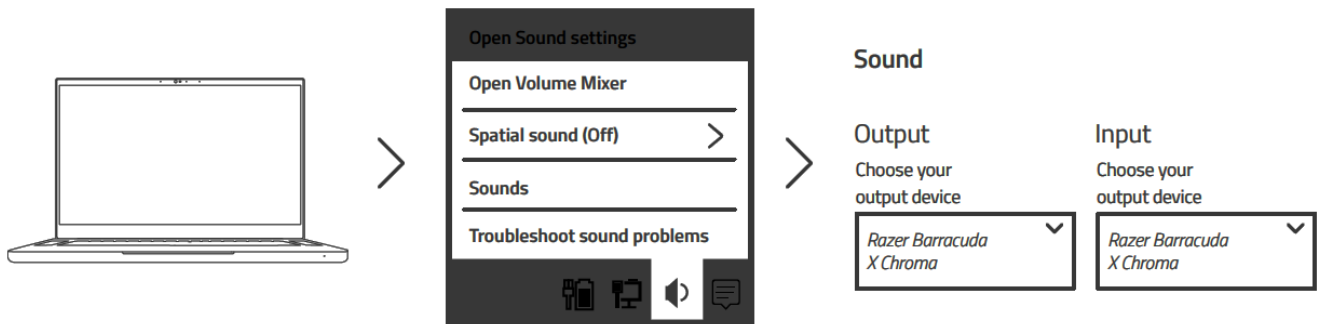 Open Sound settings
Open Volume Mixer
Spatial sound (Off)
Sounds
Troubleshoot sound problems
Sound
Output
Choose your
output device
Razer Barracuda
X Chroma
Input
Choose your
output device
Razer Barracuda
X Chroma